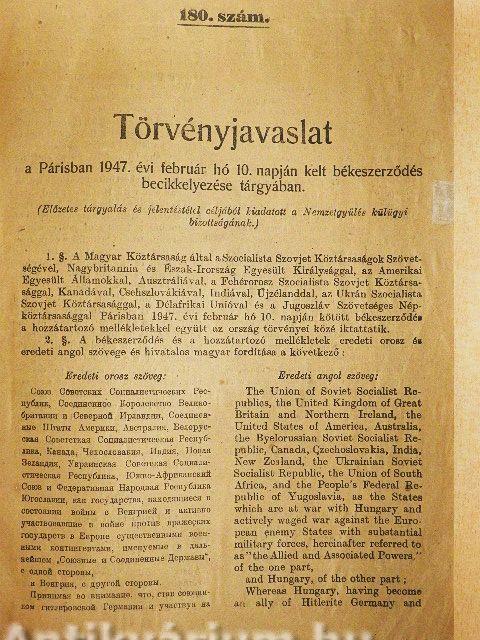 180. szám.
Törvényjavaslat
a Párisban 1947. évi február hó 10. napján kelt békeszerződés
becikkelyezése tárgyában.
(Előzetes tárgyalás és jelentéstétel céljából kiadatott a Nemzetgyűlés külügyi
bizottságának.)
1. §. A Magyar Köztársaság által a Szocialista Szovjet Köztársaságok Szövet-
ségével, Nagybritannia és Észak-Irország Egyesült Királysággal, az Amerikai
Egyesült Államokkal, Ausztráliával, a Fehérorosz Szocialista Szovjet Köztársa-
sággal, Kanadával, Csehszlovákiával, Indiával, Újzélanddal, az Ukrán Szocialista
Szovjet Köztársasággal, a Délafrikai Unióval és a Jugoszláv Szövetséges Nép-
köztársasággal Párisban 1947. évi február hó 10. napján kötött békeszerződés
a hozzátartozó mellékletekkel együtt az ország törvényei közé iktattatik.
2. §. A békeszerződés és a hozzátartozó mellékletek eredeti orosz és
eredeti angol szövege és hivatalos magyar fordítása a következő:
Eredeti orosz szöveg:
Союз Советских Социалистических Рес-
публик, Соединенное Королевство Велико-
британии и Северной Ирландии, Соединен-
ные Штаты Америки, Австралия, Белорус-
ская Советская Социалистическая Респуб-
лика, Канада, Чехословакия, Индия, Новая
Зеландия, Украинская Советская Социали-
стическая Республика, Южно-Африканский
Союз и Федеративная Народная Республика
Югославия, как государства, находящиеся в
состоянии войны с Венгрией и активно
участвовавшие в войне против вражеских
государств в Европе существенными воен-
ными контингентами, именуемые в даль-
нейшем „Союзные и Соединенные Державы",
с одной стороны,
и Венгрия, с другой стороны.
Принимая во внимание, что, став союзни-
ком гитлеровской Германии и участвуя на
Eredeti angol szöveg:
The Union of Soviet Socialist Re-
publics, the United Kingdom of Great
Britain and Northern Ireland, the
United States of America, Australia,
the Byelorussian Soviet Socialist Re-
public, Canada, Czechoslovakia, India,
New Zealand, the Ukrainian Soviet
Socialist Republic, the Union of South
Africa, and the People's Federal Re-
public of Yugoslavia, as the States
which are at war with Hungary and
actively waged war against the Euro-
pean enemy States with substantial
military forces, hereinafter referred to
as "the Allied and Associated Powers,"
of the one part,
and Hungary, of the other part;
Whereas Hungary, having become
an ally of Hitlerite Germany and